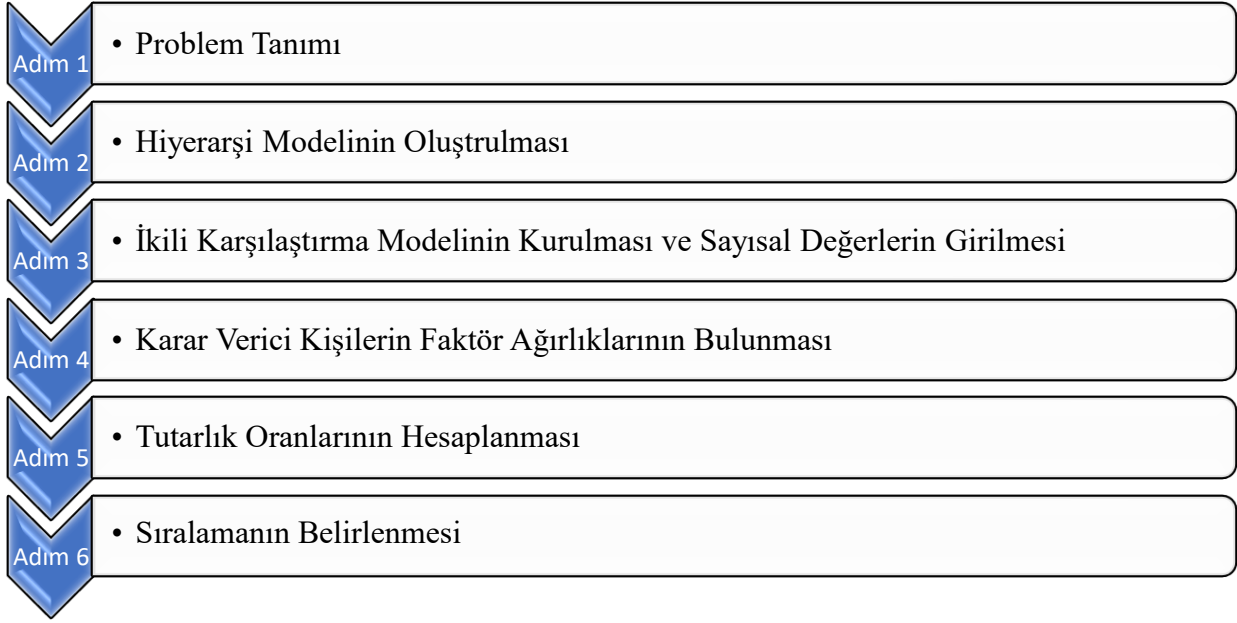 Adım 1
• Problem Tanımı
Adım 2
• Hiyerarşi Modelinin Oluştrulması
Adım 3
• İkili Karşılaştırma Modelinin Kurulması ve Sayısal Değerlerin Girilmesi
Adım 4
• Karar Verici Kişilerin Faktör Ağırlıklarının Bulunması
Adım 5
• Tutarlık Oranlarının Hesaplanması
Adım 6
• Sıralamanın Belirlenmesi